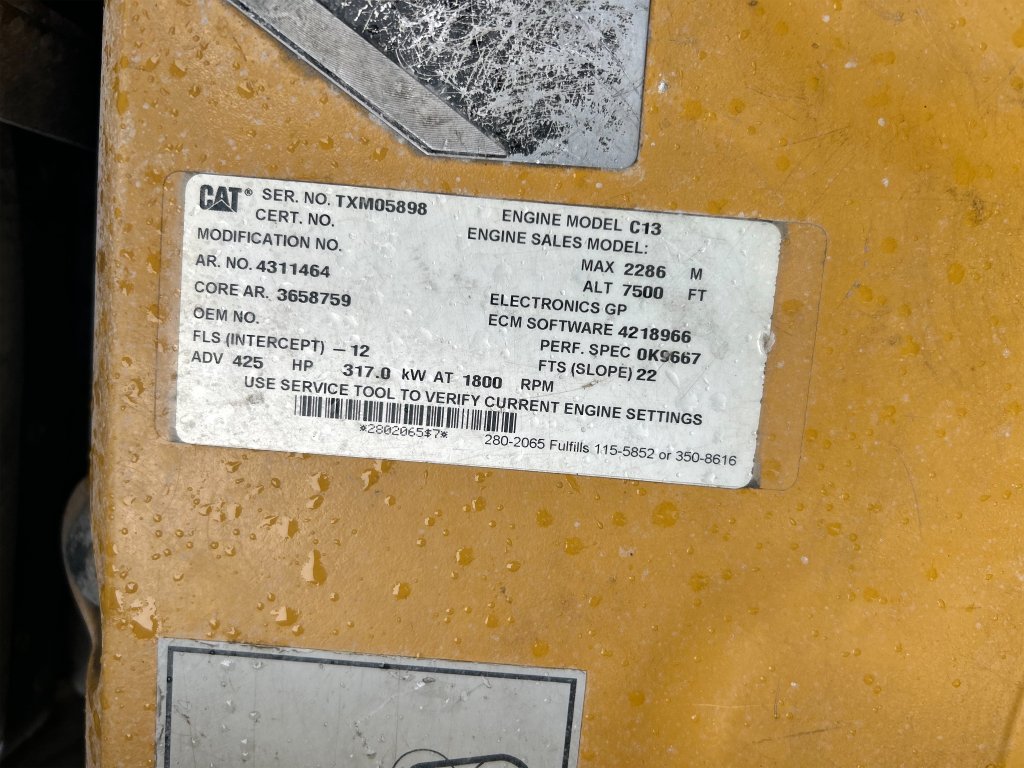 CAT® SER. NO. TXM05898 ENGINE MODEL C13
CERT. NO. ENGINE SALES MODEL:
MODIFICATION NO. MAX 2286 M
AR. NO. 4311464 ALT 7500 FT
CORE AR. 3658759 ELECTRONICS GP
OEM NO. ECM SOFTWARE 4218966
FLS (INTERCEPT) – 12 PERF. SPEC 0K9667
ADV 425 HP 317.0 kW AT 1800 RPM FTS (SLOPE) 22
USE SERVICE TOOL TO VERIFY CURRENT ENGINE SETTINGS
*2802065$7* 280-2065 Fulfills 115-5852 or 350-8616